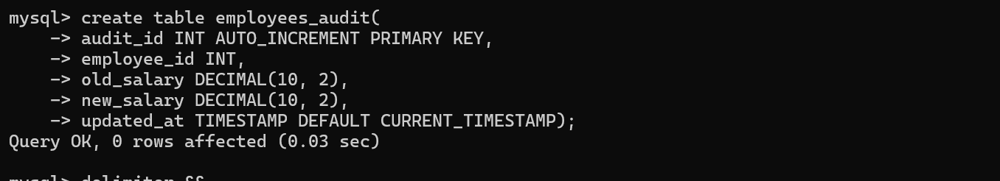 mysql> create table employees_audit(
    -> audit_id INT AUTO_INCREMENT PRIMARY KEY,
    -> employee_id INT,
    -> old_salary DECIMAL(10, 2),
    -> new_salary DECIMAL(10, 2),
    -> updated_at TIMESTAMP DEFAULT CURRENT_TIMESTAMP);
Query OK, 0 rows affected (0.03 sec)
mysql> delimiter &&